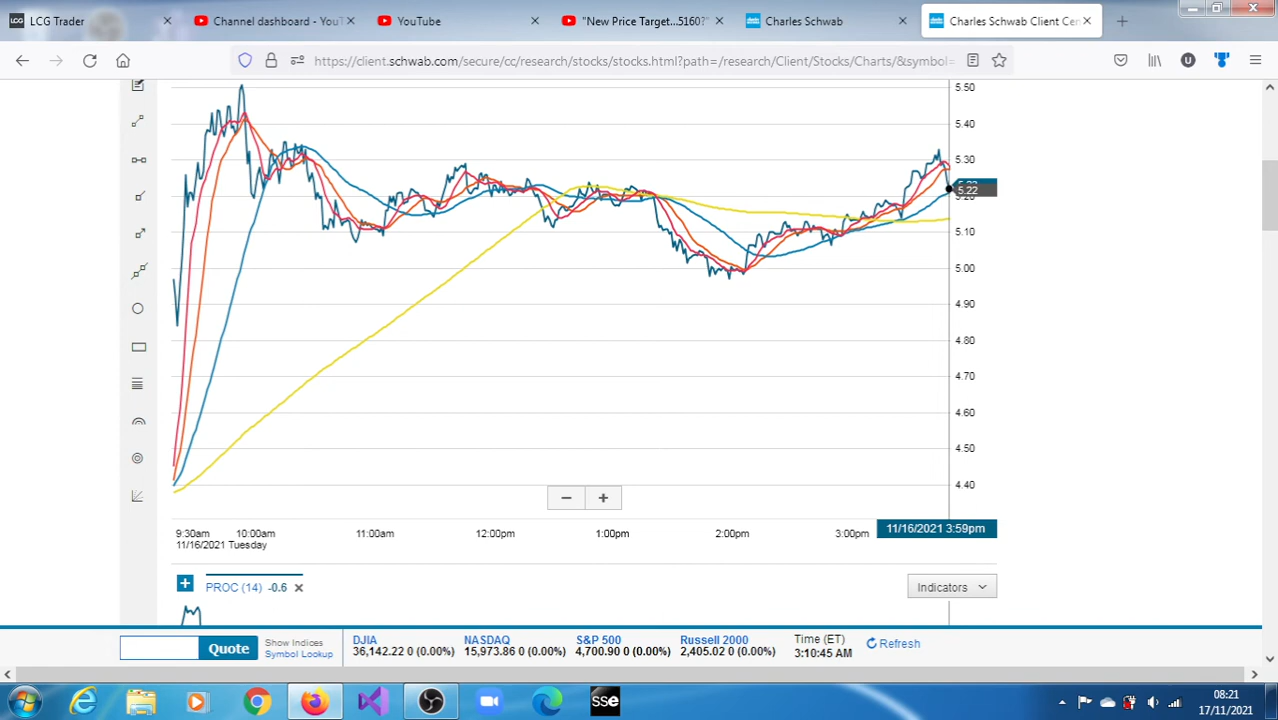 LCG LCG Trader
Channel dashboard - YouT
YouTube
"New Price Target...5160?"
Charles Schwab
Charles Schwab Client Cen
https://client.schwab.com/secure/cc/research/stocks/stocks.html?path=/research/Client/Stocks/Charts/&symbol=
5.50
5.40
5.30
5.22
5.20
5.10
5.00
4.90
4.80
4.70
4.60
4.50
4.40
9:30am 10:00am 11:00am 12:00pm 1:00pm 2:00pm 3:00pm 11/16/2021 3:59pm
11/16/2021 Tuesday
PROC (14) -0.6
Indicators
Quote
Show Indices
Symbol Lookup
DJIA
36,142.22 0 (0.00%)
NASDAQ
15,973.86 0 (0.00%)
S&P 500
4,700.90 0 (0.00%)
Russell 2000
2,405.02 0 (0.00%)
Time (ET)
3:10:45 AM
Refresh
sse
08:21
17/11/2021